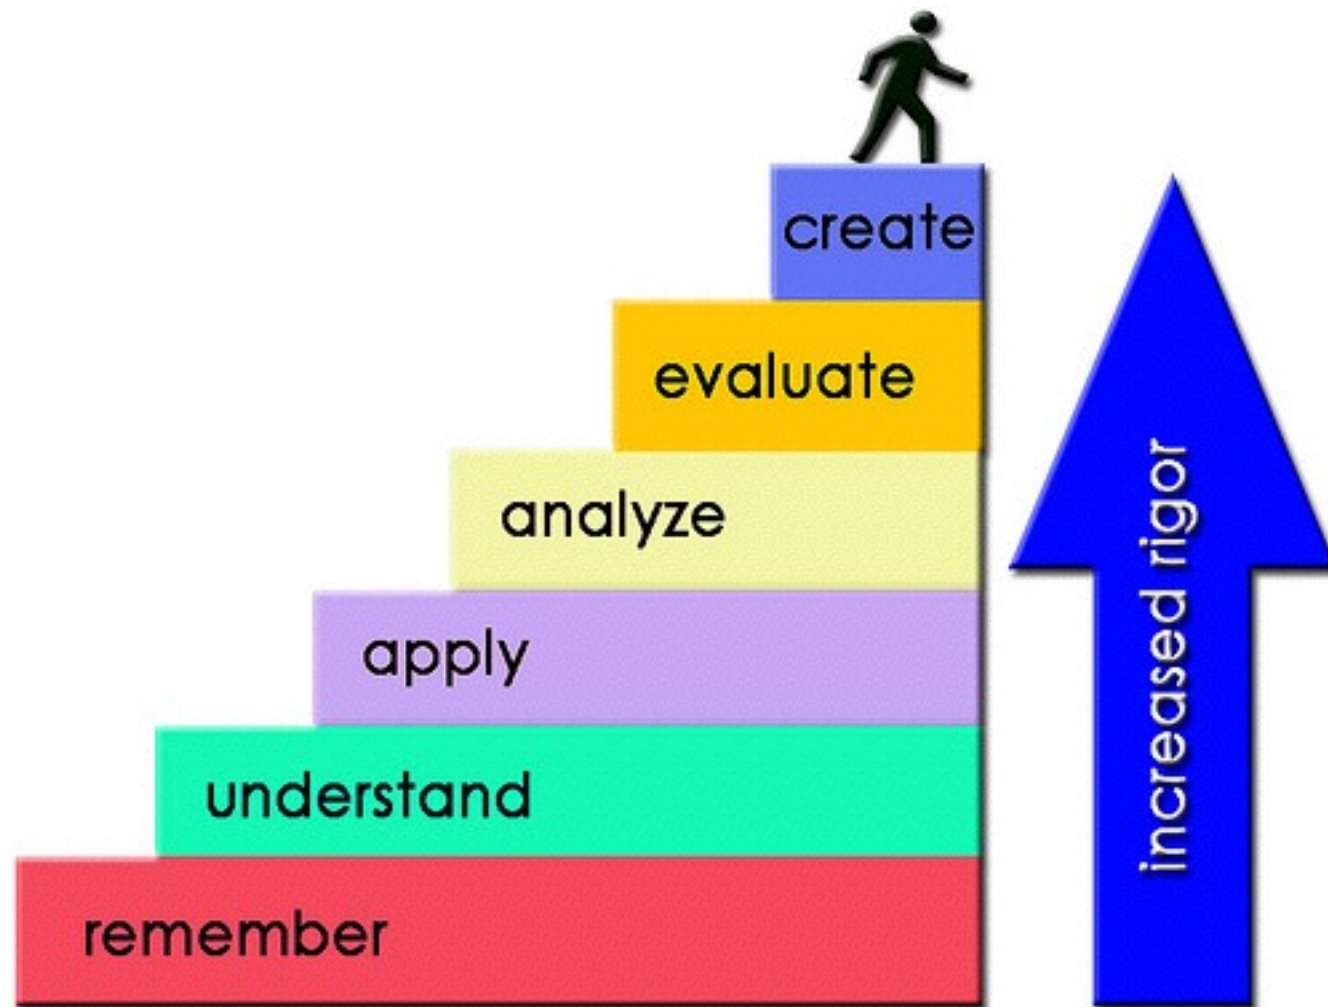 create
evaluate
analyze
apply
understand
remember
increased rigor